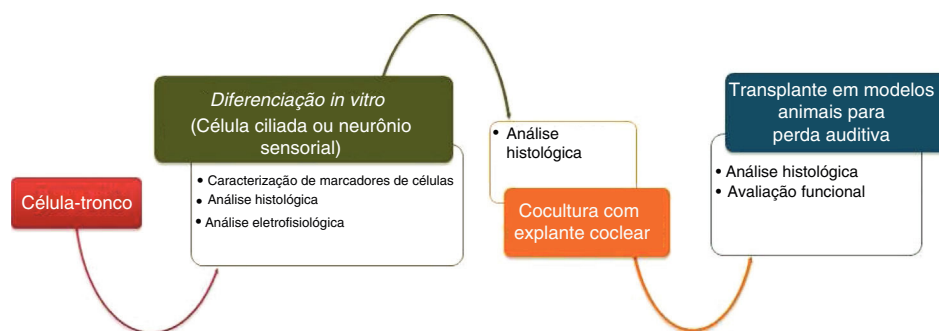 Célula-tronco
Diferenciação in vitro
(Célula ciliada ou neurônio
sensorial)
• Caracterização de marcadores de células
• Análise histológica
• Análise eletrofisiológica
• Análise
histológica
Cocultura com
explante coclear
Transplante em modelos
animais para
perda auditiva
• Análise histológica
• Avaliação funcional